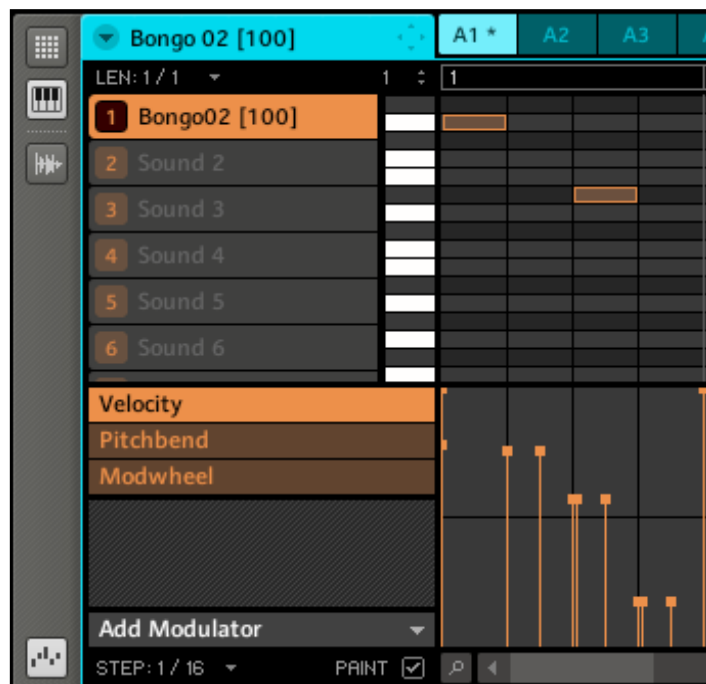 Bongo 02 [100]
A1 * A2 A3
LEN: 1 / 1 1 1
1 Bongo02 [100]
2 Sound 2
3 Sound 3
4 Sound 4
5 Sound 5
6 Sound 6
Velocity
Pitchbend
Modwheel
Add Modulator
STEP: 1 / 16 PAINT